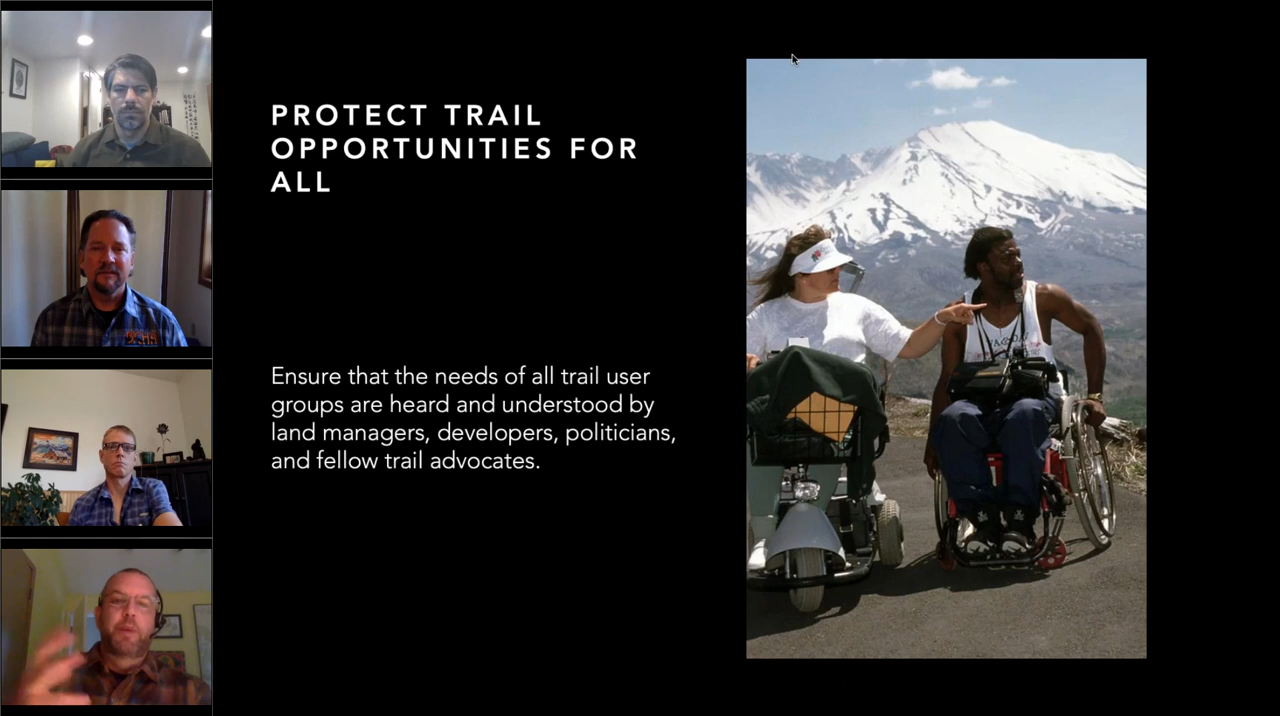 PROTECT TRAIL
OPPORTUNITIES FOR
ALL
Ensure that the needs of all trail user
groups are heard and understood by
land managers, developers, politicians,
and fellow trail advocates.